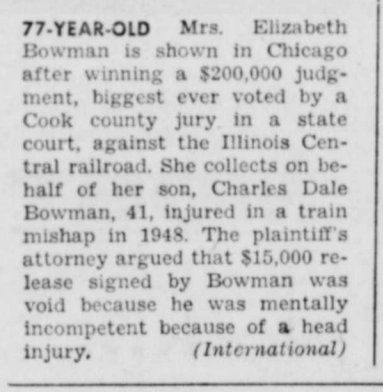 77-YEAR-OLD Mrs. Elizabeth
Bowman is shown in Chicago
after winning a $200,000 judg-
ment, biggest ever voted by a
Cook county jury in a state
court, against the Illinois Cen-
tral railroad. She collects on be-
half of her son, Charles Dale
Bowman, 41, injured in a train
mishap in 1948. The plaintiff's
attorney argued that $15,000 re-
lease signed by Bowman was
void because he was mentally
incompetent because of a head
injury. (International)